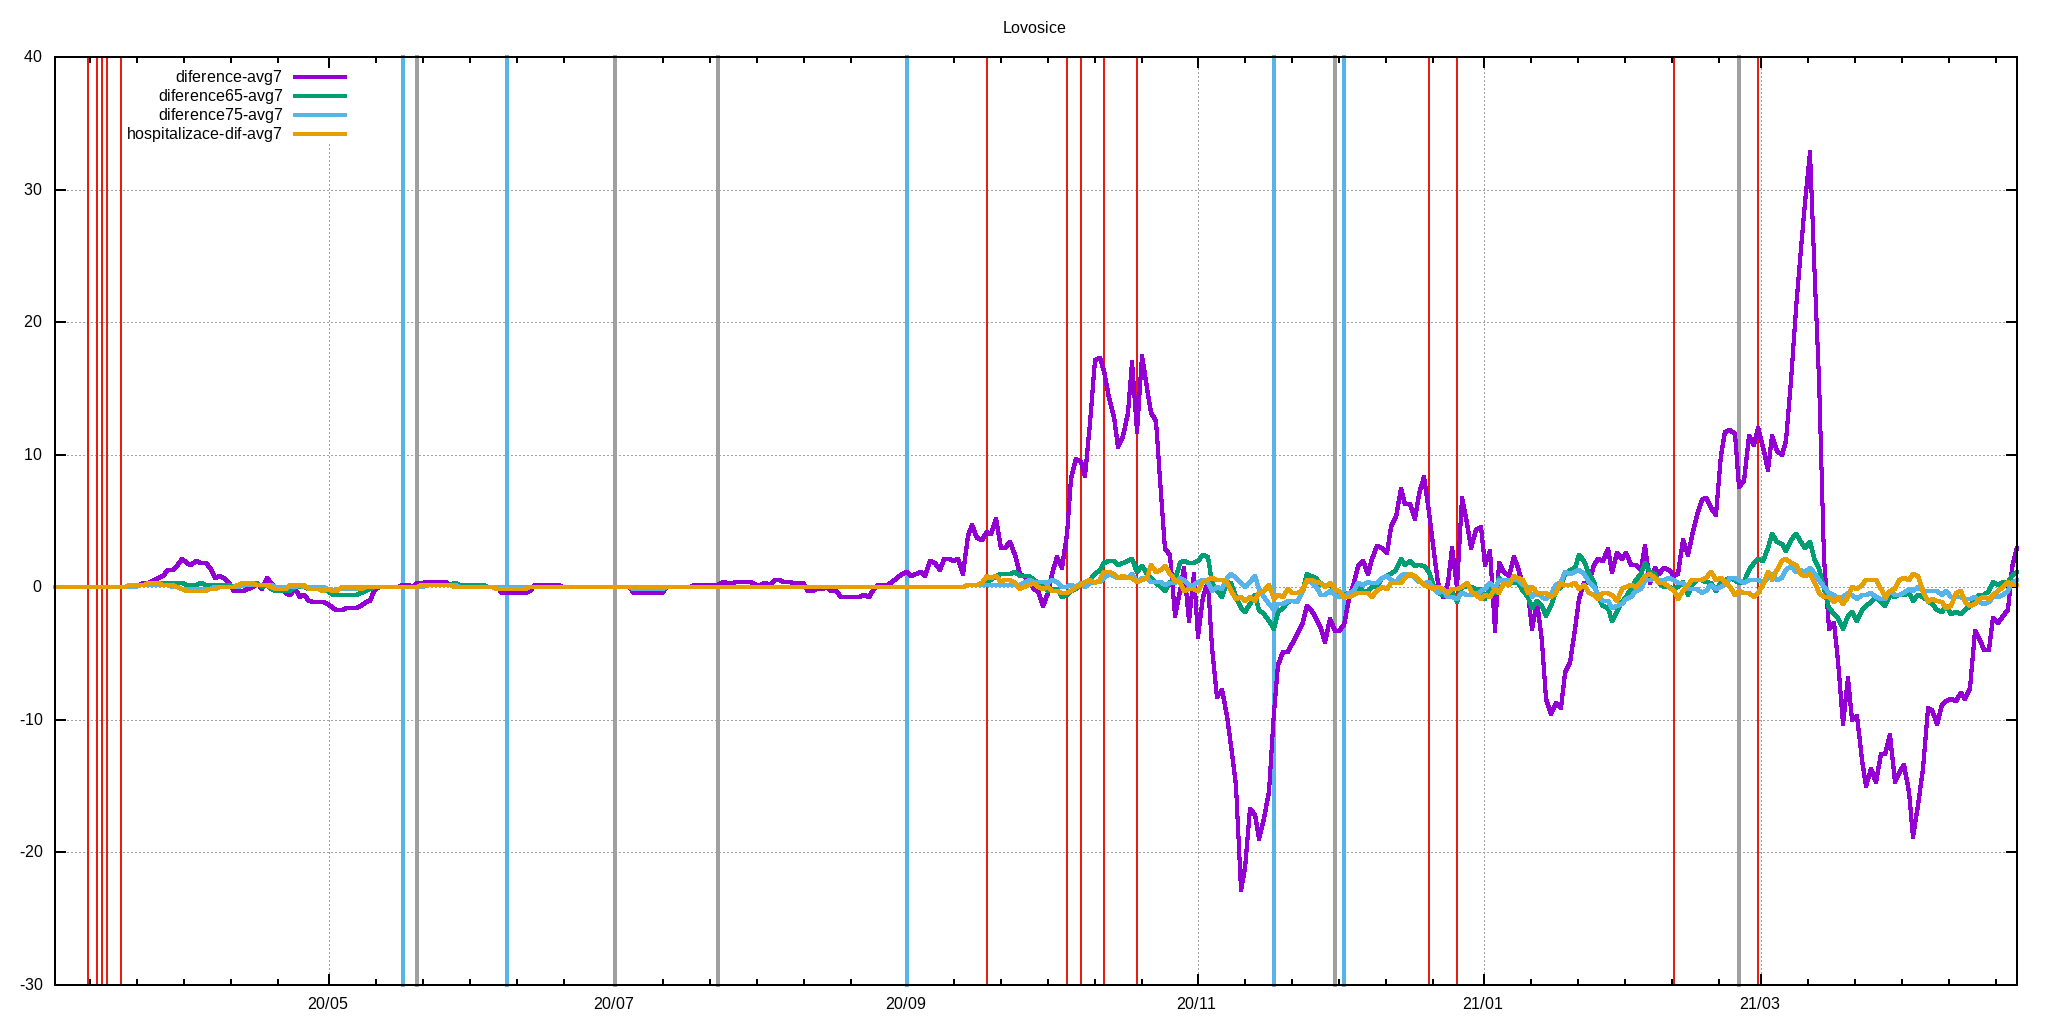 Lovosice
40
30
20
10
0
-10
-20
-30
diference-avg7
diference65-avg7
diference75-avg7
hospitalizace-dif-avg7
20/05 20/07 20/09 20/11 21/01 21/03